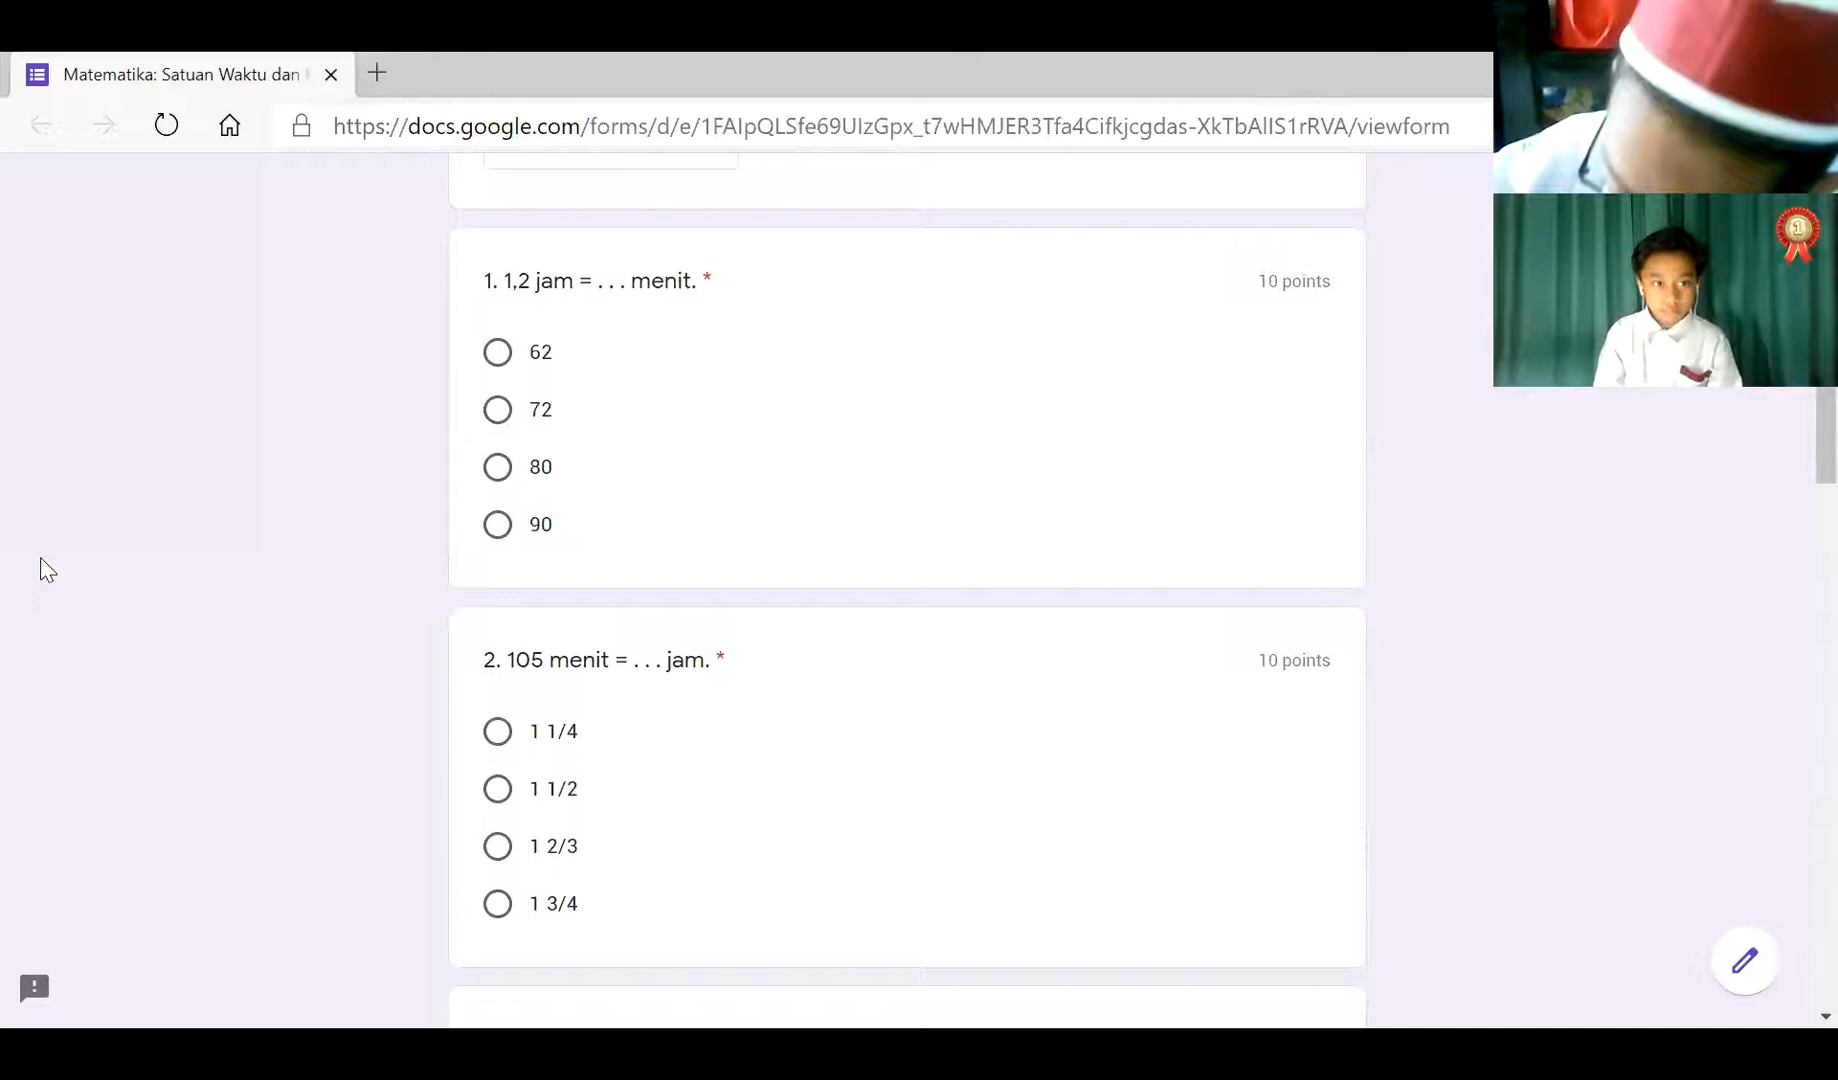 Matematika: Satuan Waktu dan
https://docs.google.com/forms/d/e/1FAIpQLSfe69UIzGpx_t7wHMJER3Tfa4Cifkjcgdas-XkTbAlIS1rRVA/viewform
1. 1,2 jam = . . . menit. *
10 points
62
72
80
90
2. 105 menit = . . . jam. *
10 points
1 1/4
1 1/2
1 2/3
1 3/4
1